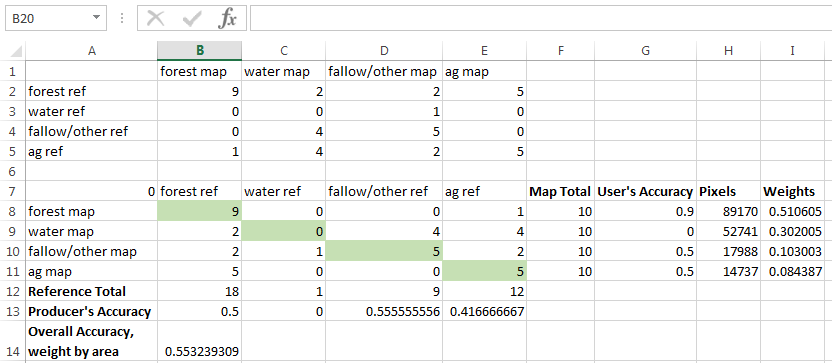 B20
fx
A B C D E F G H I
1 forest map water map fallow/other map ag map
2 forest ref 9 2 2 5
3 water ref 0 0 1 0
4 fallow/other ref 0 4 5 0
5 ag ref 1 4 2 5
6
7 0 forest ref water ref fallow/other ref ag ref Map Total User's Accuracy Pixels Weights
8 forest map 9 0 0 1 10 0.9 89170 0.510605
9 water map 2 0 4 4 10 0 52741 0.302005
10 fallow/other map 2 1 5 2 10 0.5 17988 0.103003
11 ag map 5 0 0 5 10 0.5 14737 0.084387
12 Reference Total 18 1 9 12
13 Producer's Accuracy 0.5 0 0.555555556 0.416666667
Overall Accuracy,
14 weight by area 0.553239309